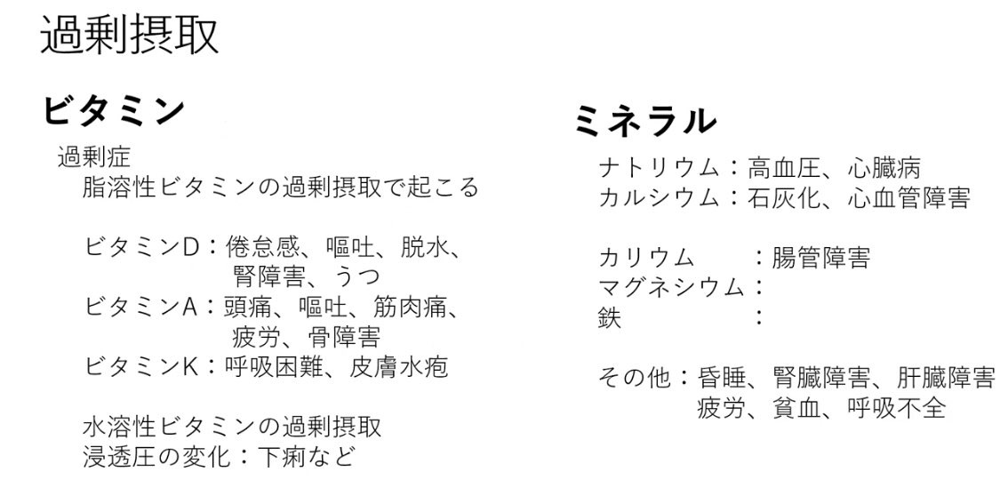 過剰摂取
ビタミン
過剰症
脂溶性ビタミンの過剰摂取で起こる
ビタミンD：倦怠感、嘔吐、脱水、
腎障害、うつ
ビタミンA：頭痛、嘔吐、筋肉痛、
疲労、骨障害
ビタミンK：呼吸困難、皮膚水疱
水溶性ビタミンの過剰摂取
浸透圧の変化：下痢など
ミネラル
ナトリウム：高血圧、心臓病
カルシウム：石灰化、心血管障害
カリウム　　：腸管障害
マグネシウム：
鉄　　　　　：
その他：昏睡、腎臓障害、肝臓障害
疲労、貧血、呼吸不全